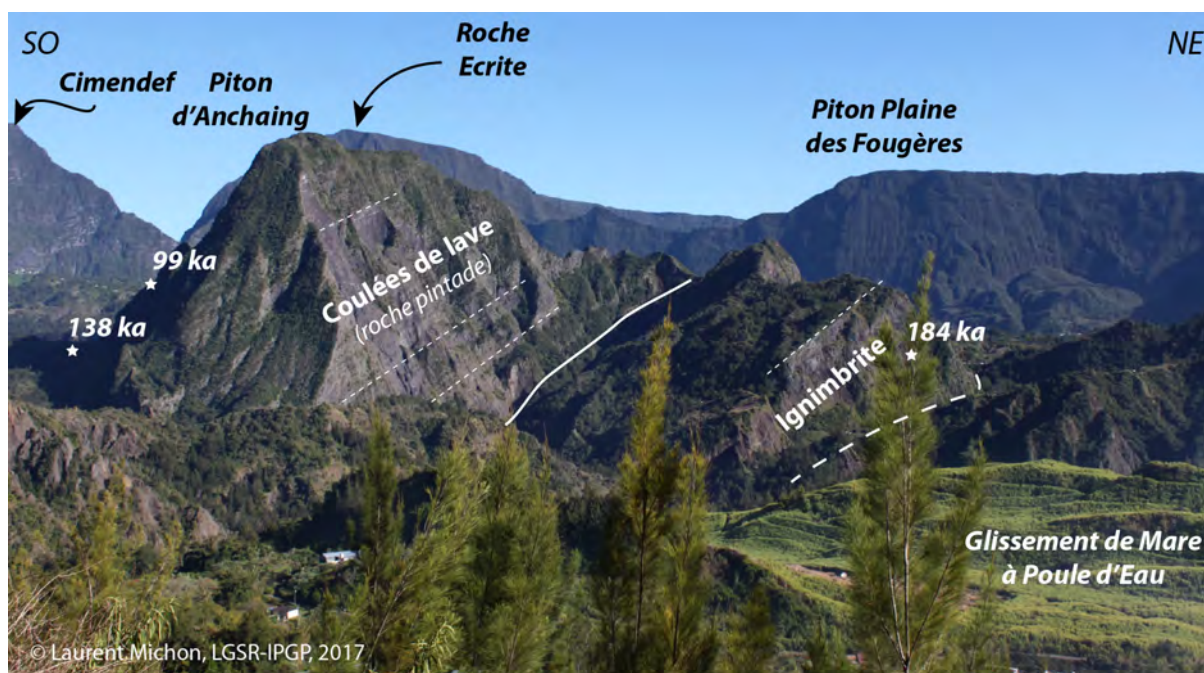 SO
Roche
Ecrite
NE
Cimendef
Piton
d'Anchaing
Piton Plaine
des Fougères
99 ka
138 ka
Coulées de lave
(roche pintade)
184 ka
Ignimbrite
Glissement de Mare
à Poule d'Eau
© Laurent Michon, LGSR-IPGP, 2017